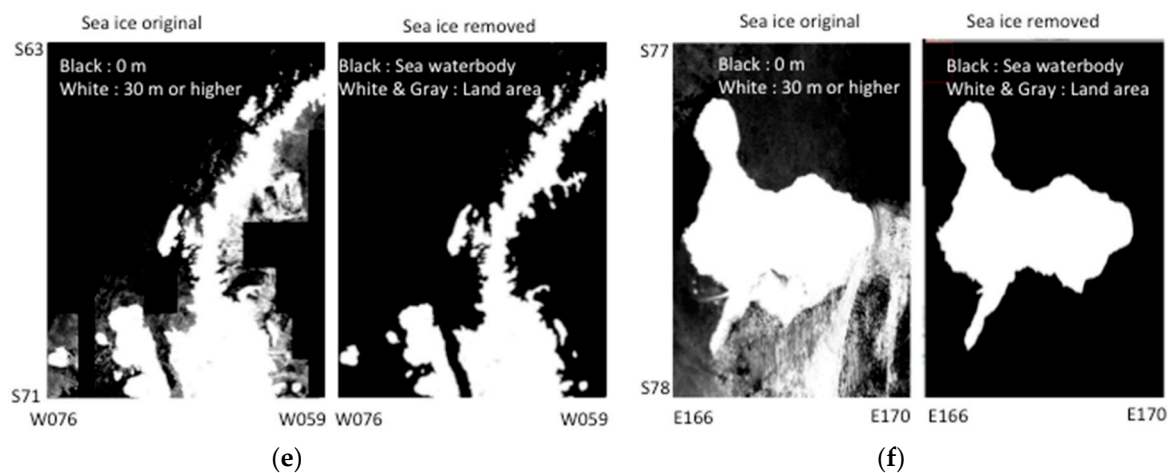 Sea ice original
Sea ice removed
S63
Black : 0 m
White : 30 m or higher
Black : Sea waterbody
White & Gray : Land area
S71
W076
W059
W076
W059
(e)
Sea ice original
Sea ice removed
S77
Black : 0 m
White : 30 m or higher
Black : Sea waterbody
White & Gray : Land area
S78
E166
E170
E166
E170
(f)